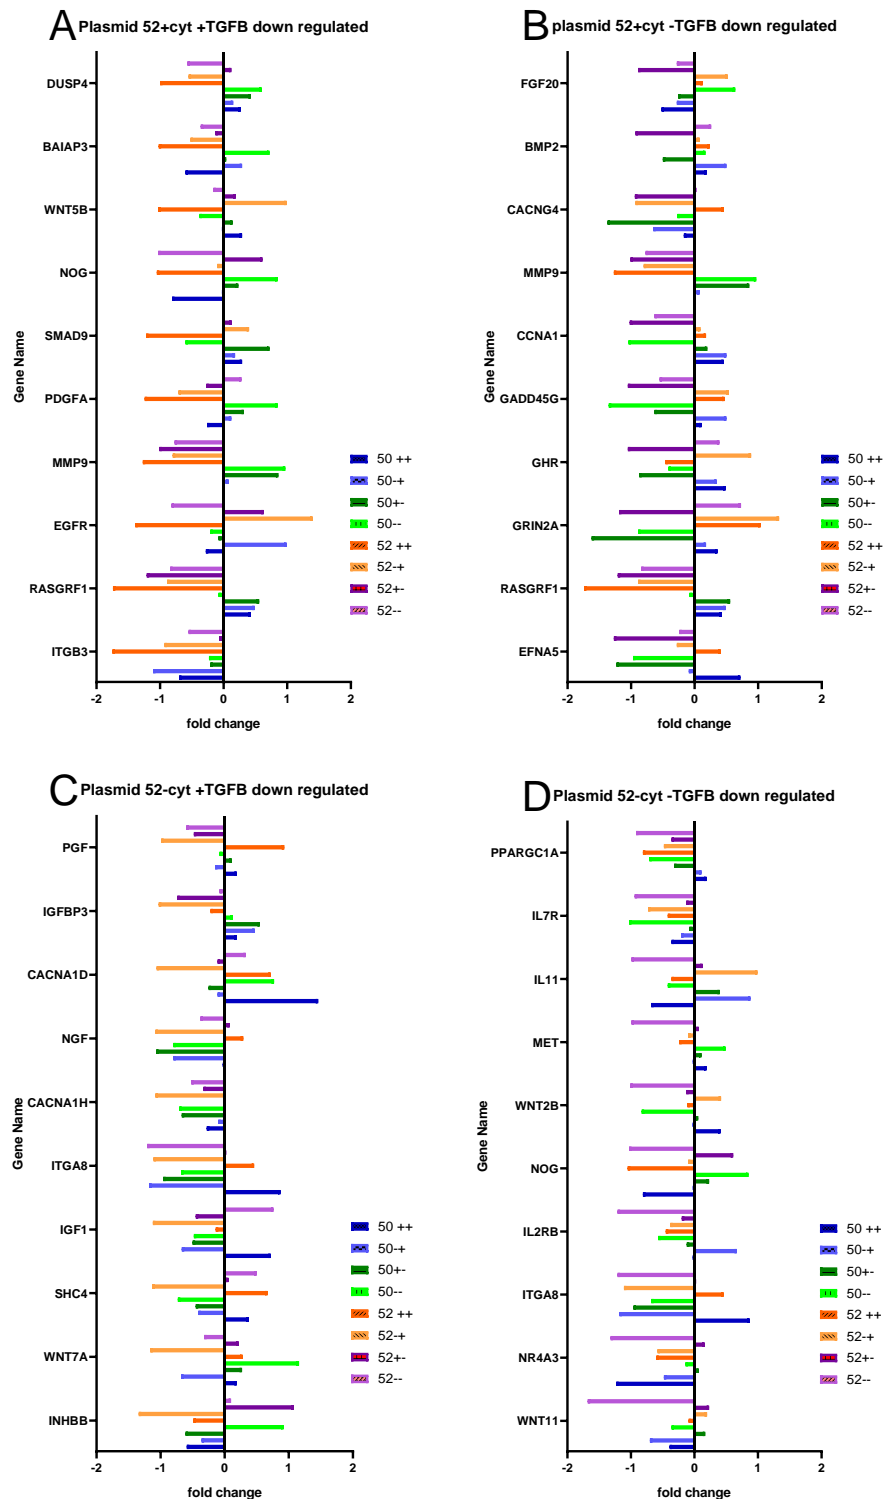 A
Plasmid 52+cyt +TGFB down regulated
Gene Name
DUSP4
BAIAP3
WNT5B
NOG
SMAD9
PDGFA
MMP9
EGFR
RASGRF1
ITGB3
-2 -1 0 1 2
fold change
50 ++
50-+
50+-
50--
52 ++
52-+
52+-
52--
B
plasmid 52+cyt -TGFB down regulated
Gene Name
FGF20
BMP2
CACNG4
MMP9
CCNA1
GADD45G
GHR
GRIN2A
RASGRF1
EFNA5
-2 -1 0 1 2
fold change
50 ++
50-+
50+-
50--
52 ++
52-+
52+-
52--
C
Plasmid 52-cyt +TGFB down regulated
Gene Name
PGF
IGFBP3
CACNA1D
NGF
CACNA1H
ITGA8
IGF1
SHC4
WNT7A
INHBB
-2 -1 0 1 2
fold change
50 ++
50-+
50+-
50--
52 ++
52-+
52+-
52--
D
Plasmid 52-cyt -TGFB down regulated
Gene Name
PPARGC1A
IL7R
IL11
MET
WNT2B
NOG
IL2RB
ITGA8
NR4A3
WNT11
-2 -1 0 1 2
fold change
50 ++
50-+
50+-
50--
52 ++
52-+
52+-
52--